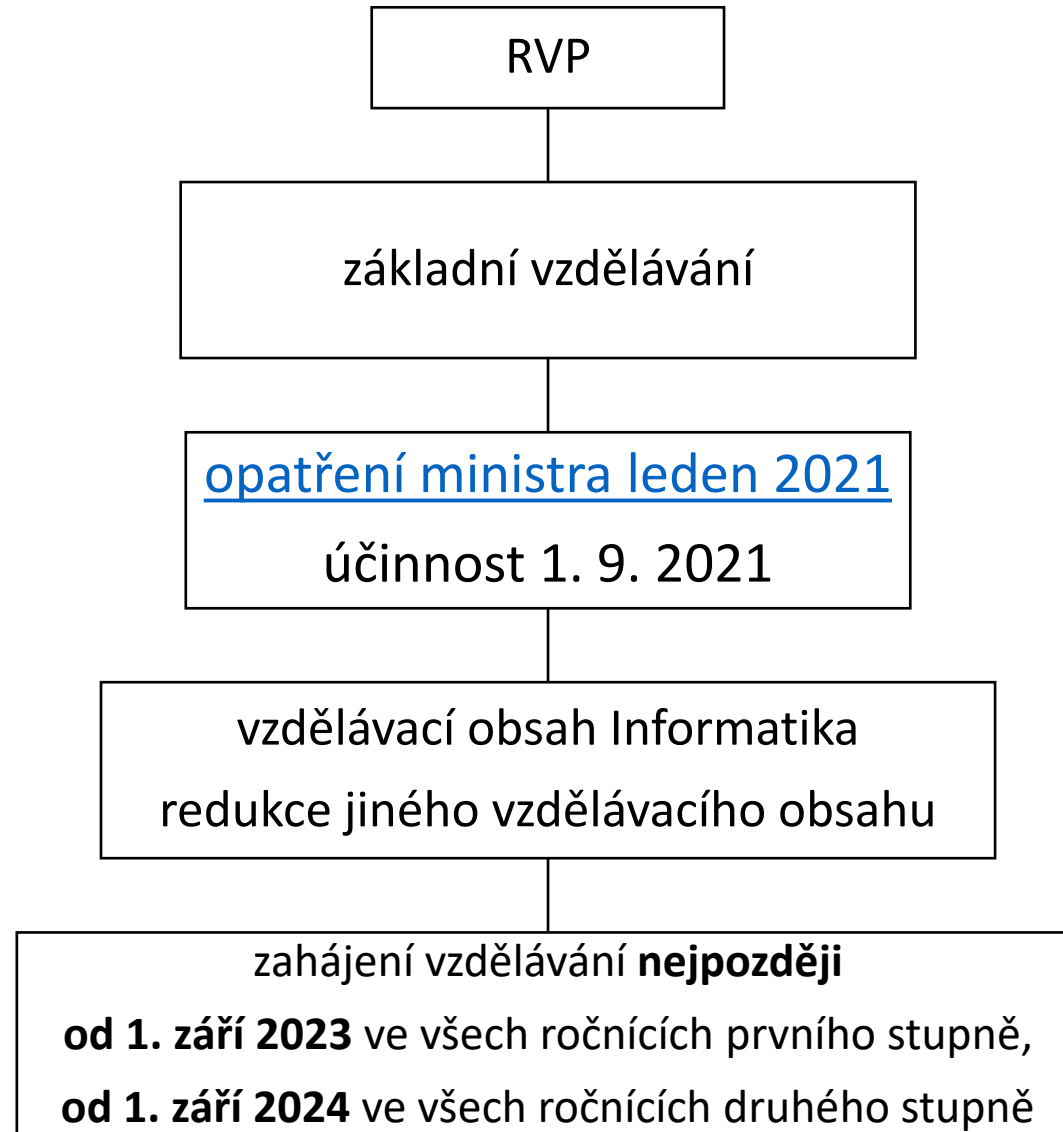 RVP
základní vzdělávání
opatření ministra leden 2021
účinnost 1. 9. 2021
vzdělávací obsah Informatika
redukce jiného vzdělávacího obsahu
zahájení vzdělávání nejpozději
od 1. září 2023 ve všech ročnících prvního stupně,
od 1. září 2024 ve všech ročnících druhého stupně